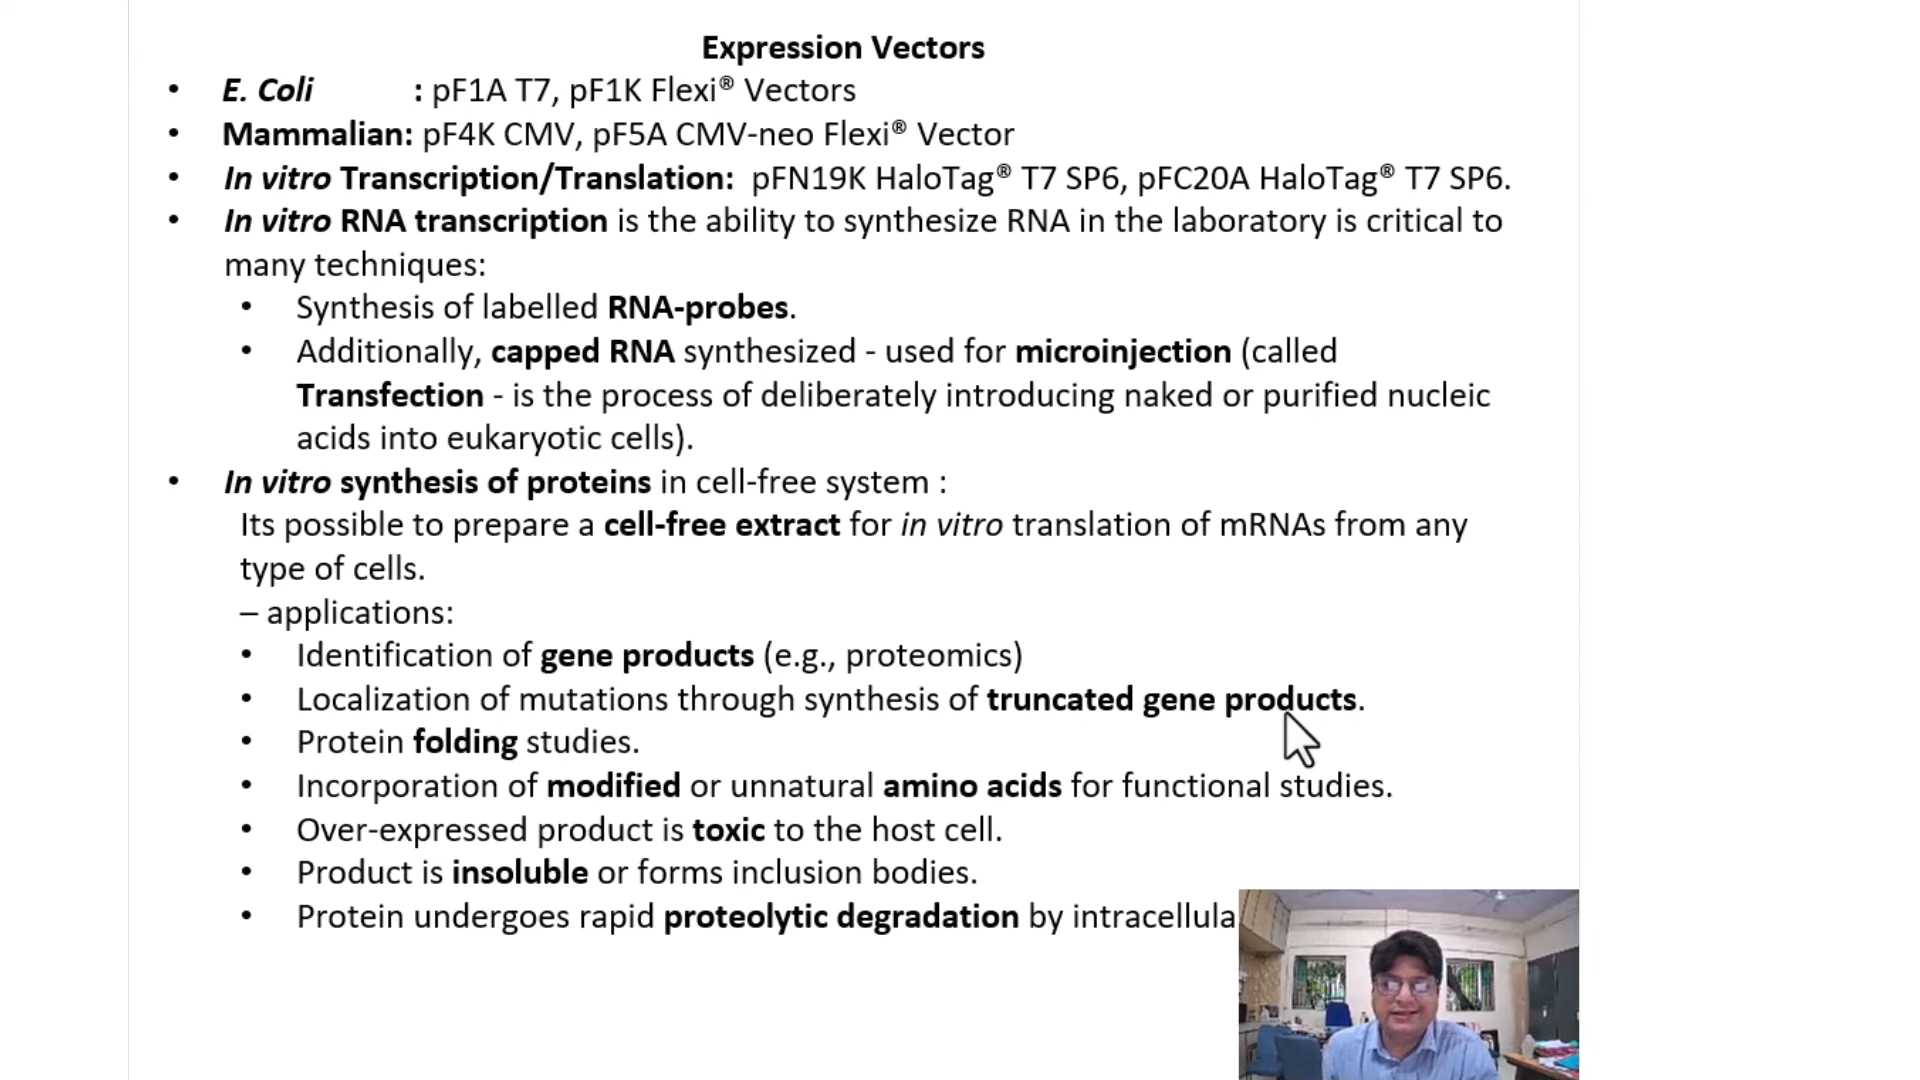 Expression Vectors
• E. Coli : pF1A T7, pF1K Flexi® Vectors
• Mammalian: pF4K CMV, pF5A CMV-neo Flexi® Vector
• In vitro Transcription/Translation: pFN19K HaloTag® T7 SP6, pFC20A HaloTag® T7 SP6.
• In vitro RNA transcription is the ability to synthesize RNA in the laboratory is critical to
many techniques:
• Synthesis of labelled RNA-probes.
• Additionally, capped RNA synthesized - used for microinjection (called
Transfection - is the process of deliberately introducing naked or purified nucleic
acids into eukaryotic cells).
• In vitro synthesis of proteins in cell-free system :
Its possible to prepare a cell-free extract for in vitro translation of mRNAs from any
type of cells.
– applications:
• Identification of gene products (e.g., proteomics)
• Localization of mutations through synthesis of truncated gene products.
• Protein folding studies.
• Incorporation of modified or unnatural amino acids for functional studies.
• Over-expressed product is toxic to the host cell.
• Product is insoluble or forms inclusion bodies.
• Protein undergoes rapid proteolytic degradation by intracellula